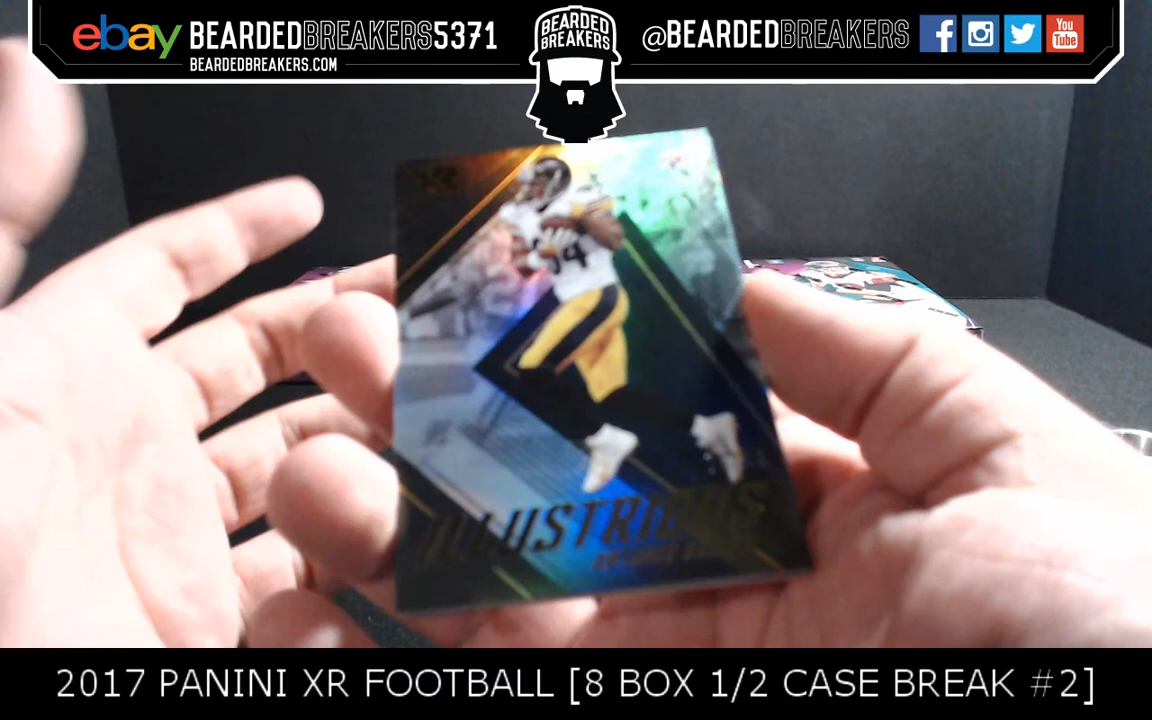 ebay BEARDEDBREAKERS5371
BEARDEDBREAKERS.COM
BEARDED
BREAKERS
@BEARDEDBREAKERS
f
You
Tube
84
ILLUSTRIOUS
2017 PANINI XR FOOTBALL [8 BOX 1/2 CASE BREAK #2]